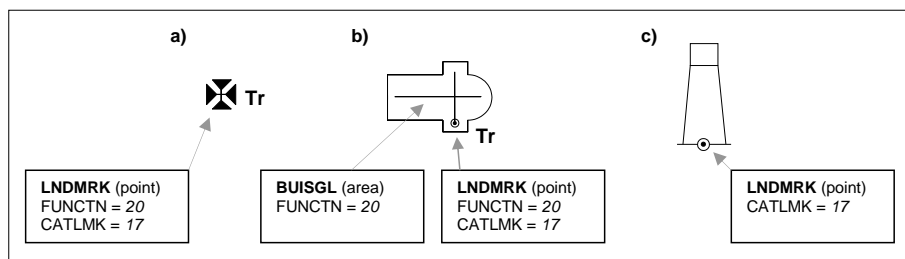 a)
b)
c)
Tr
Tr
LNDMRK (point)
FUNCTN = 20
CATLMK = 17
BUISGL (area)
FUNCTN = 20
LNDMRK (point)
FUNCTN = 20
CATLMK = 17
LNDMRK (point)
CATLMK = 17